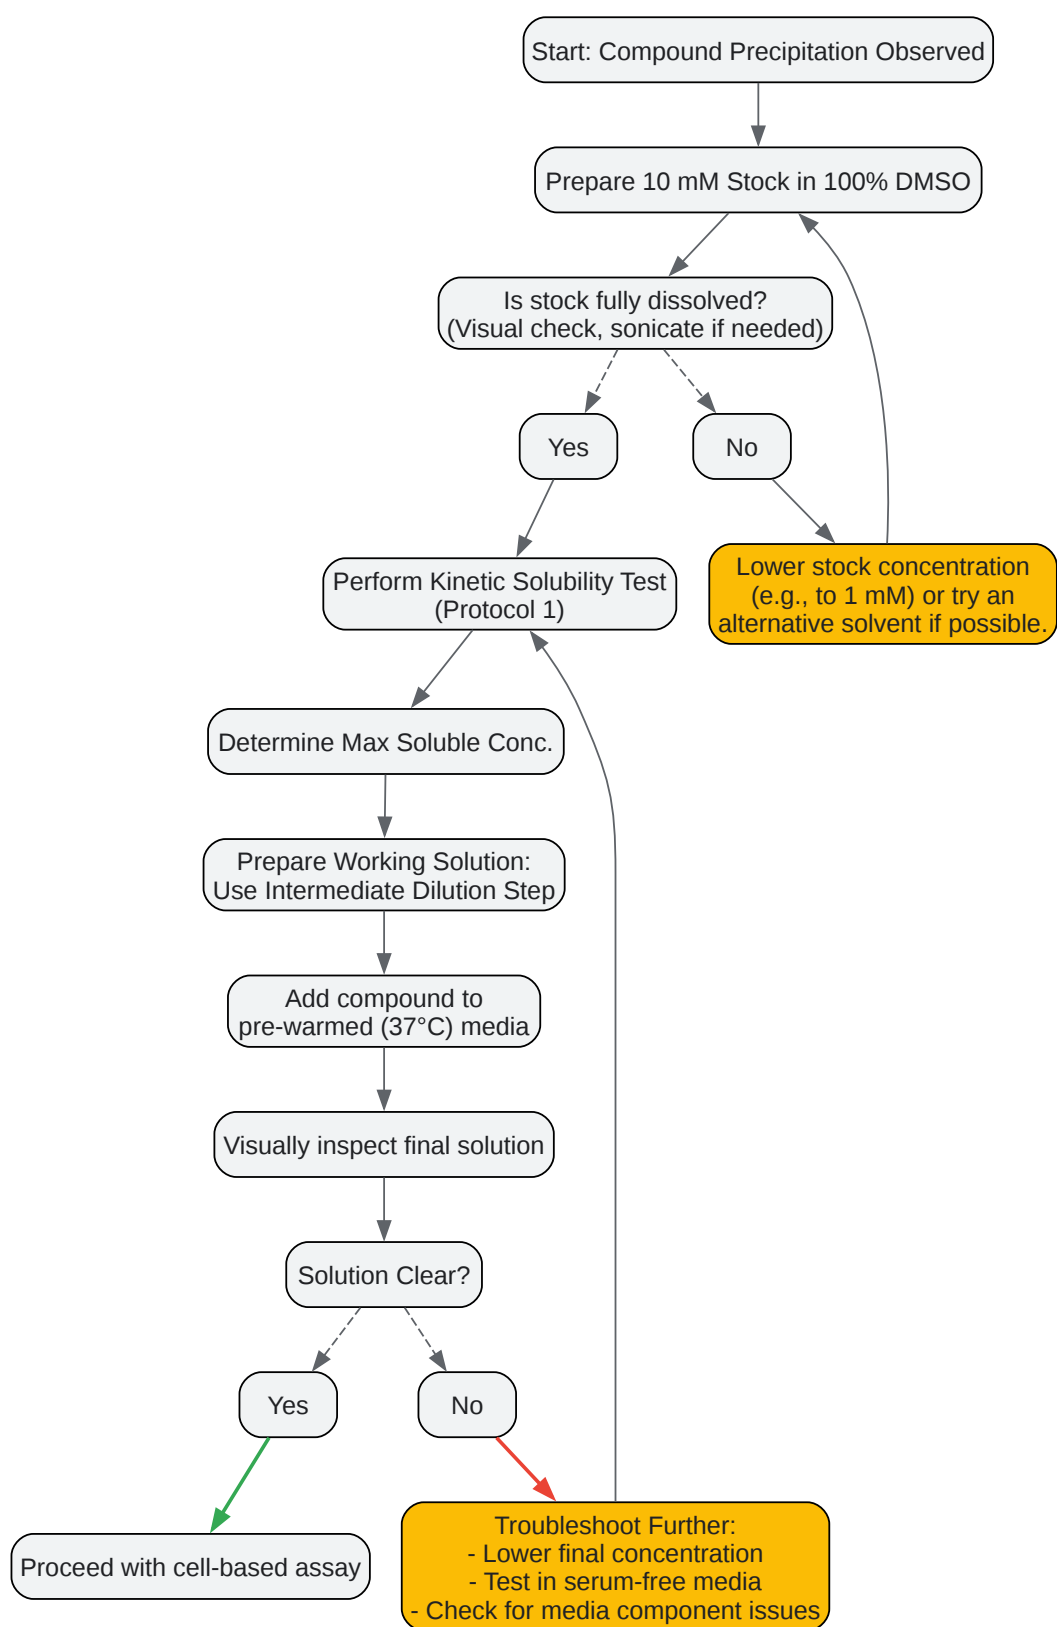 Start: Compound Precipitation Observed
Prepare 10 mM Stock in 100% DMSO
Is stock fully dissolved?
(Visual check, sonicate if needed)
Yes
No
Perform Kinetic Solubility Test
(Protocol 1)
Lower stock concentration
(e.g., to 1 mM) or try an
alternative solvent if possible.
Determine Max Soluble Conc.
Prepare Working Solution:
Use Intermediate Dilution Step
Add compound to
pre-warmed (37°C) media
Visually inspect final solution
Solution Clear?
Yes
No
Proceed with cell-based assay
Troubleshoot Further:
- Lower final concentration
- Test in serum-free media
- Check for media component issues